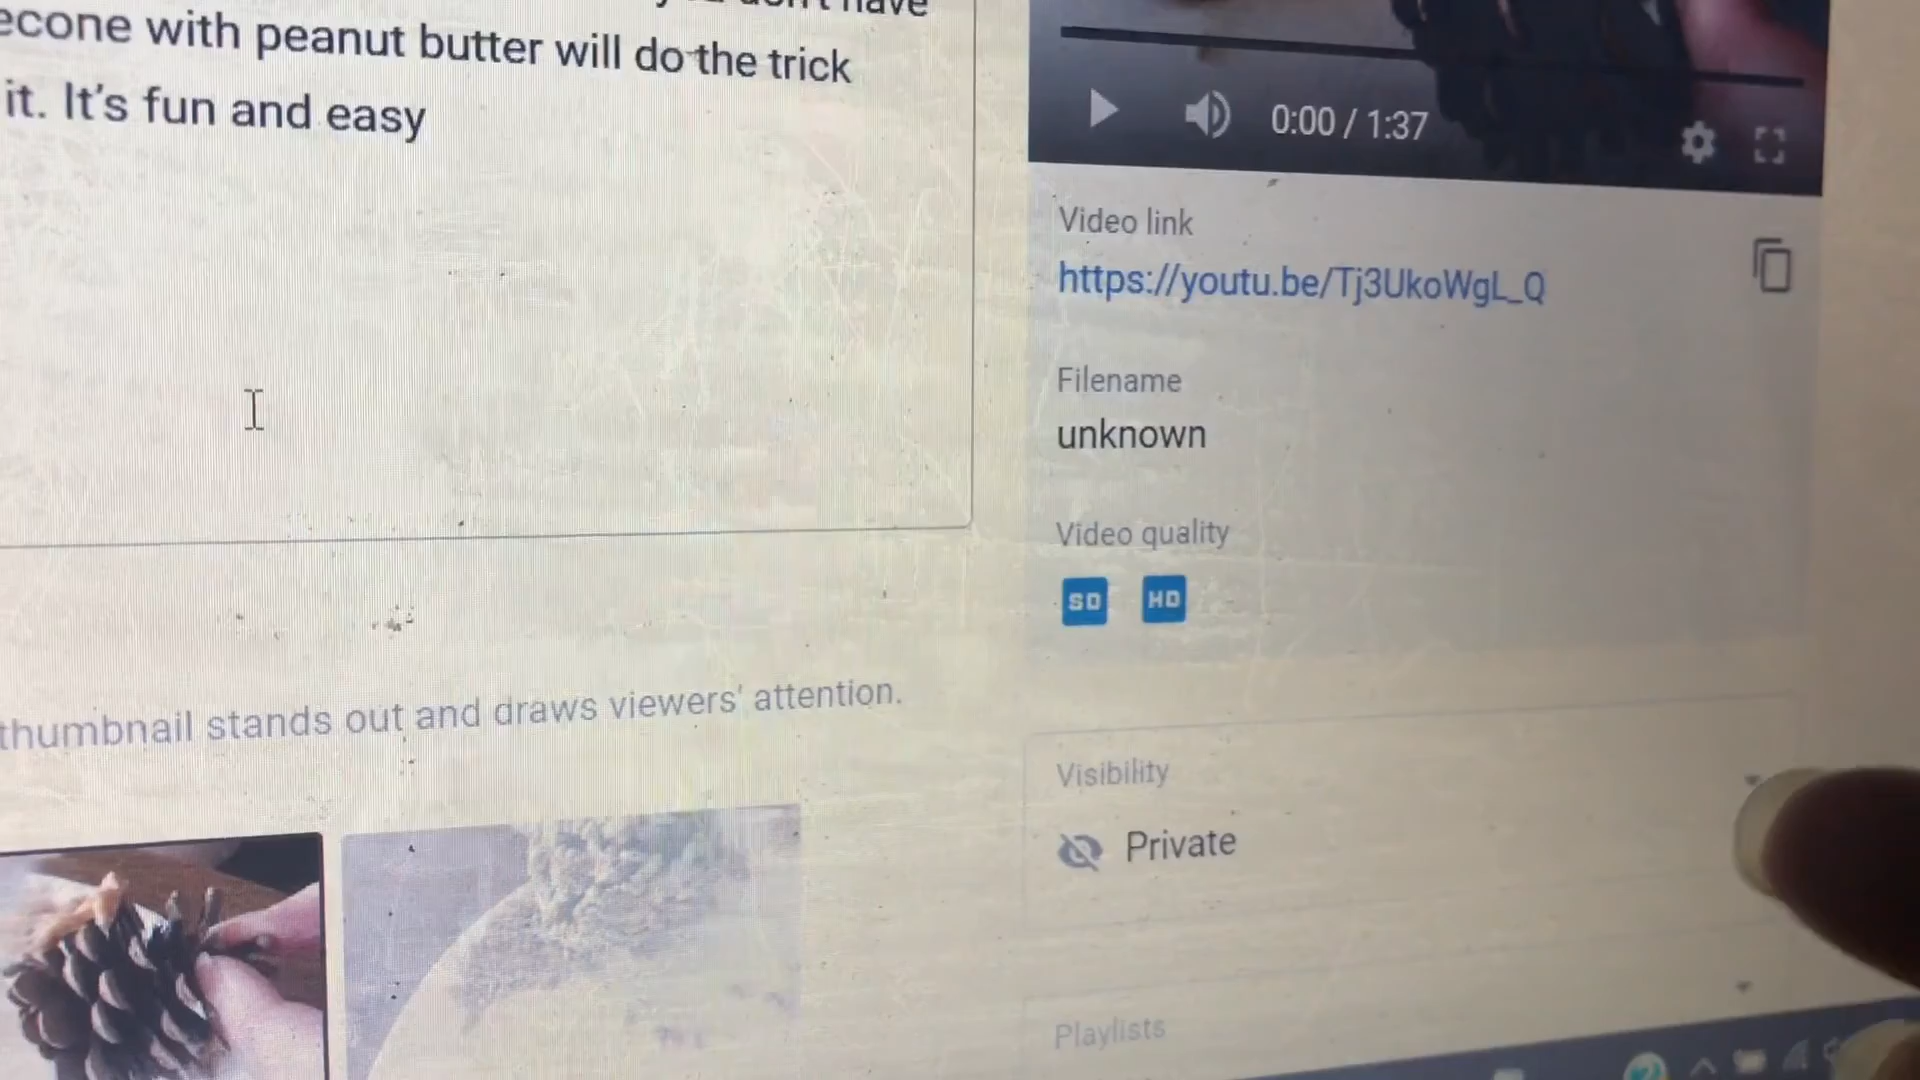 have
econe with peanut butter will do the trick
it. It's fun and easy
0:00 / 1:37
Video link
https://youtu.be/Tj3UkoWgL_Q
Filename
unknown
Video quality
SD HD
thumbnail stands out and draws viewers' attention.
Visibility
Private
Playlists